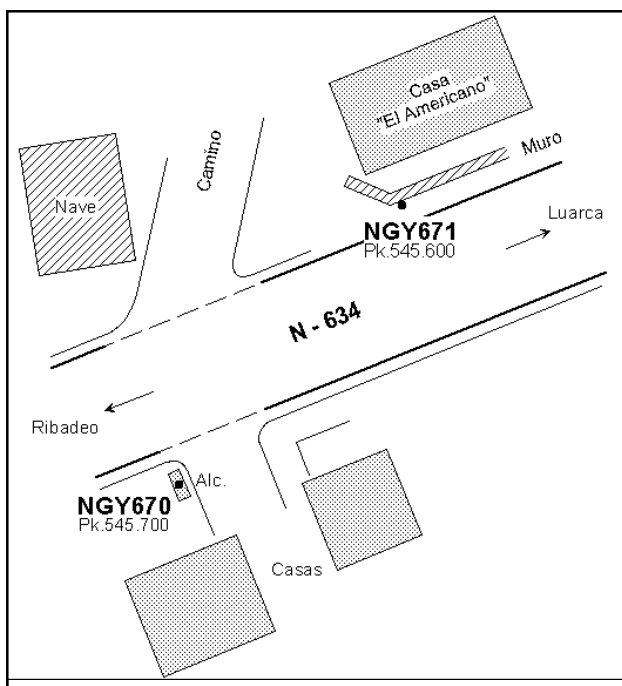 Casa
"El Americano"
Camino
Muro
Nave
Luarca
NGY671
Pk.545.600
N - 634
Ribadeo
Alc.
NGY670
Pk.545.700
Casas